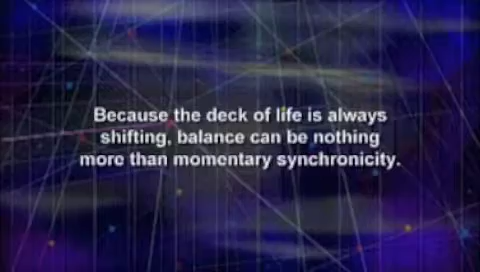 Because the deck of life is always
shifting, balance can be nothing
more than momentary synchronicity.